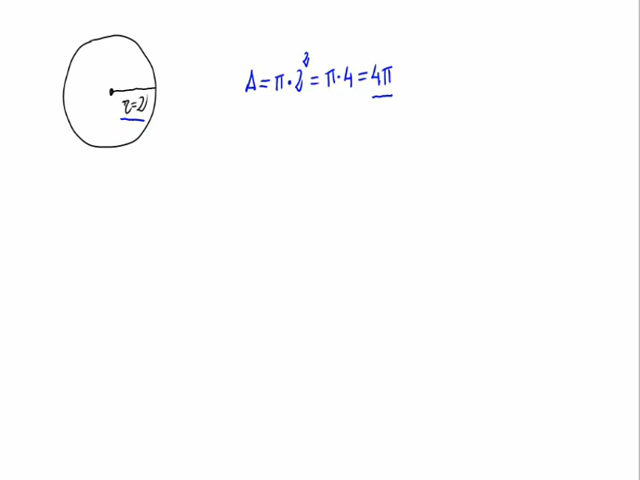 A = π · 2² = π · 4 = 4π
r=2